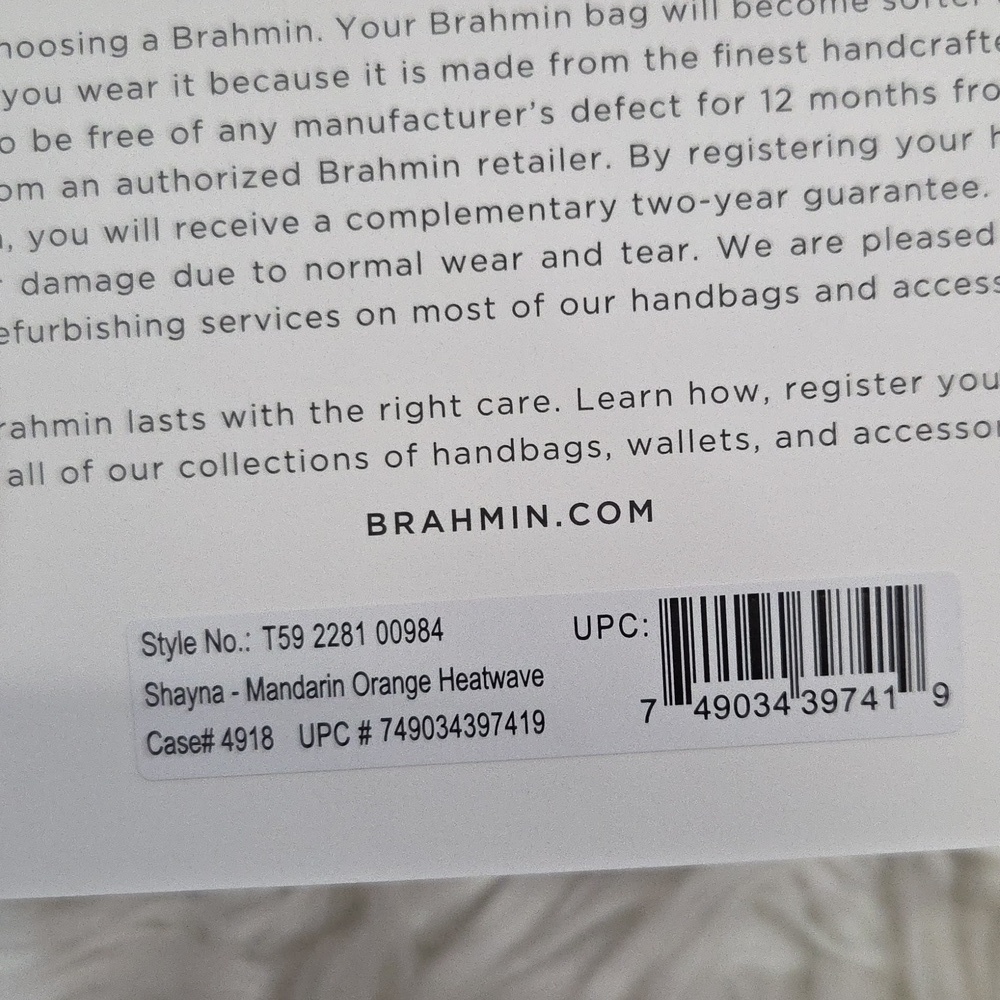 choosing a Brahmin. Your Brahmin bag will become softer
you wear it because it is made from the finest handcrafte
o be free of any manufacturer's defect for 12 months fro
om an authorized Brahmin retailer. By registering your h
, you will receive a complementary two-year guarantee.
r damage due to normal wear and tear. We are pleased
efurbishing services on most of our handbags and access
rahmin lasts with the right care. Learn how, register you
all of our collections of handbags, wallets, and accessor
BRAHMIN.COM
Style No.: T59 2281 00984
Shayna - Mandarin Orange Heatwave
Case# 4918 UPC # 749034397419
UPC:
7 49034 39741 9